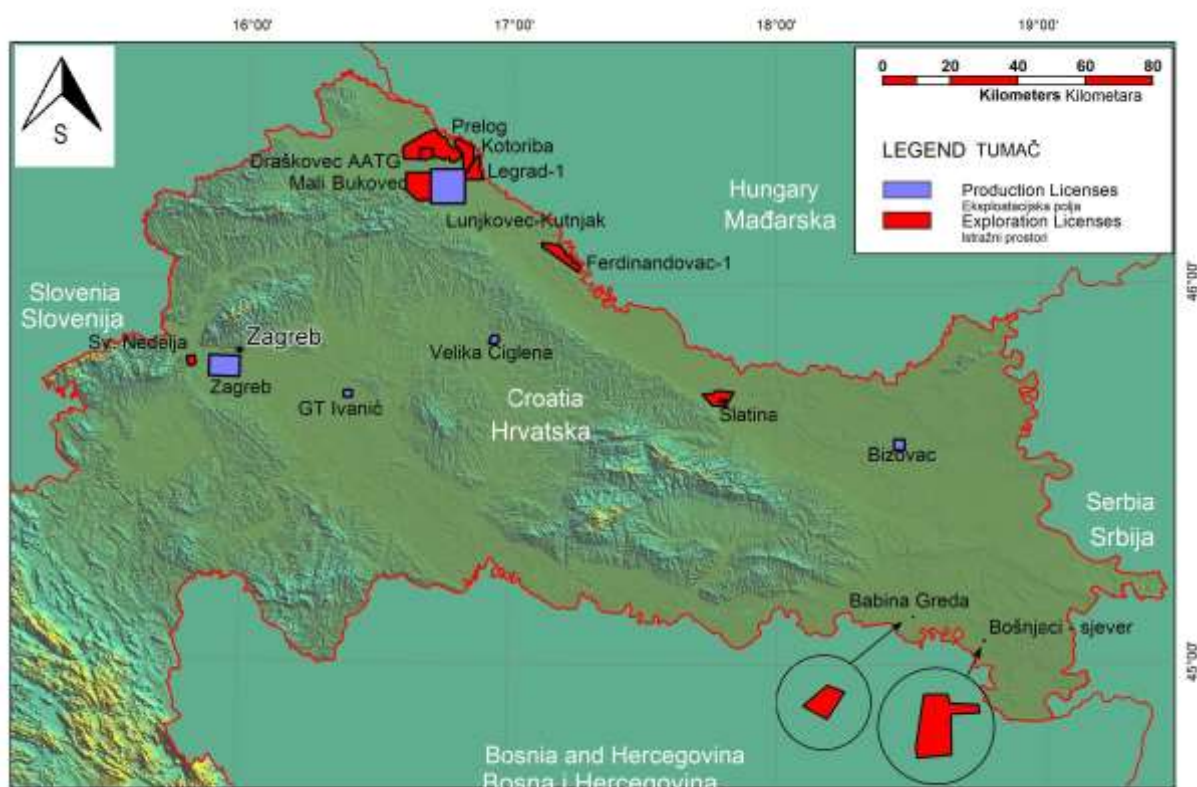 16°00' 17°00' 18°00' 19°00'
S
0 20 40 60 80
Kilometers Kilometara
LEGEND TUMAČ
Production Licenses
Eksploatacijska polja
Exploration Licenses
Istražni prostori
Prelog
Kotoriba
Draškovec AATG
Legrad-1
Mali Bukovec
Lunjkovec-Kutnjak
Hungary
Mađarska
Ferdinandovac-1
46°00'
Slovenia
Slovenija
Zagreb
Sv. Nedelja
Zagreb
Velika Ciglena
GT Ivanić
Croatia
Hrvatska
Slatina
Bizovac
Serbia
Srbija
Babina Greda
Bošnjaci - sjever
45°00'
Bosnia and Hercegovina
Bosna i Hercegovina